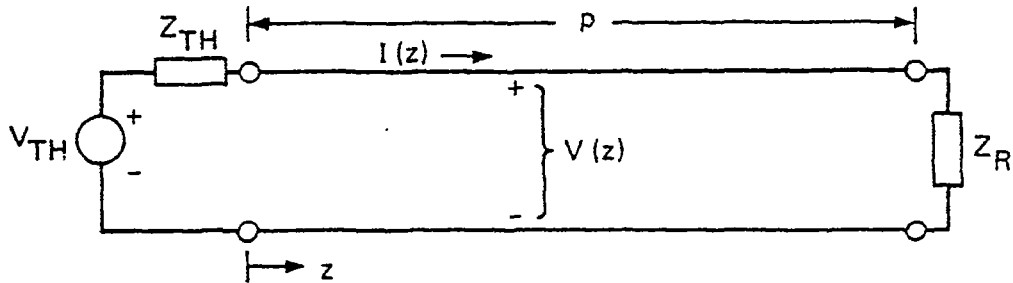 p
Z_TH
I (z)
+
+
V_TH
V (z)
Z_R
-
-
z